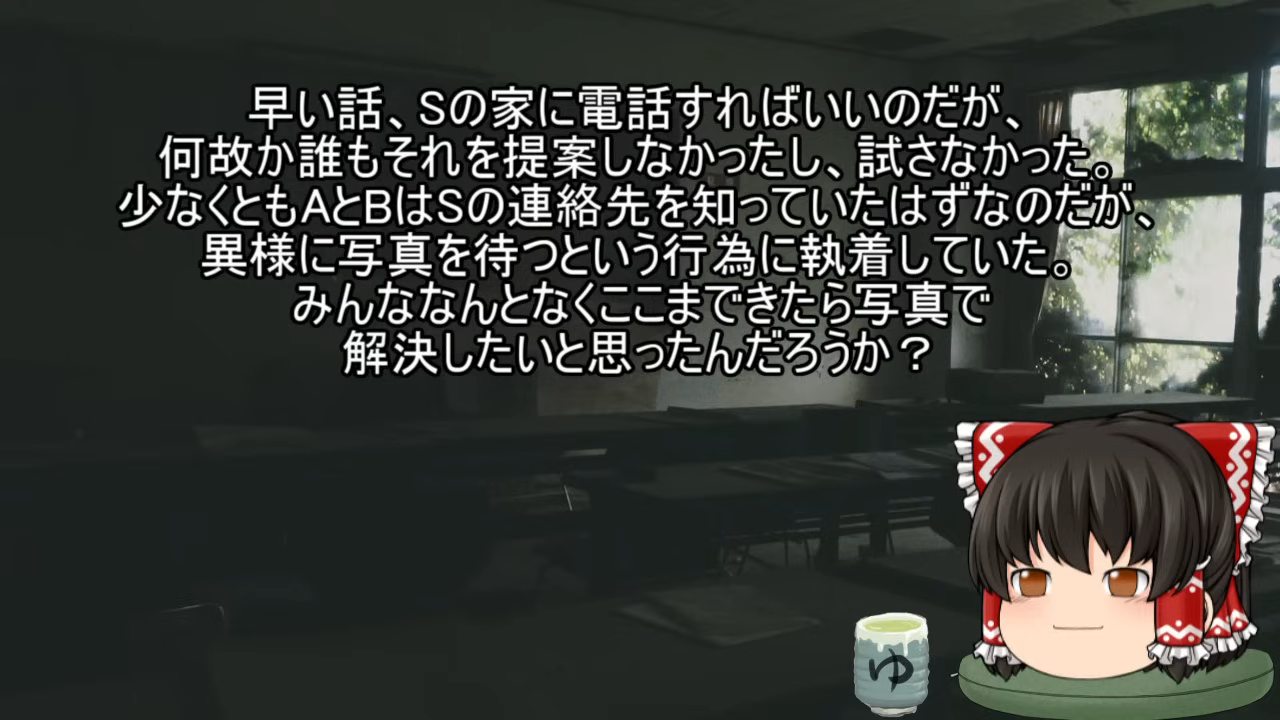 早い話、Sの家に電話すればいいのだが、
何故か誰もそれを提案しなかったし、試さなかった。
少なくともAとBはSの連絡先を知っていたはずなのだが、
異様に写真を待つという行為に執着していた。
みんななんとなくここまできたら写真で
解決したいと思ったんだろうか？
ゆ